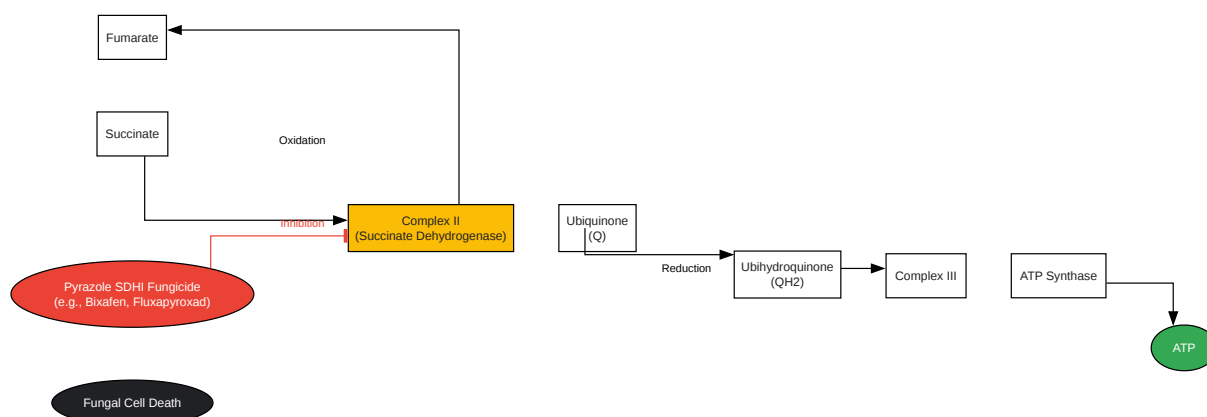 Fumarate
Succinate
Oxidation
Inhibition
Complex II
(Succinate Dehydrogenase)
Ubiquinone
(Q)
Reduction
Ubihydroquinone
(QH2)
Complex III
ATP Synthase
Pyrazole SDHI Fungicide
(e.g., Bixafen, Fluxapyroxad)
ATP
Fungal Cell Death